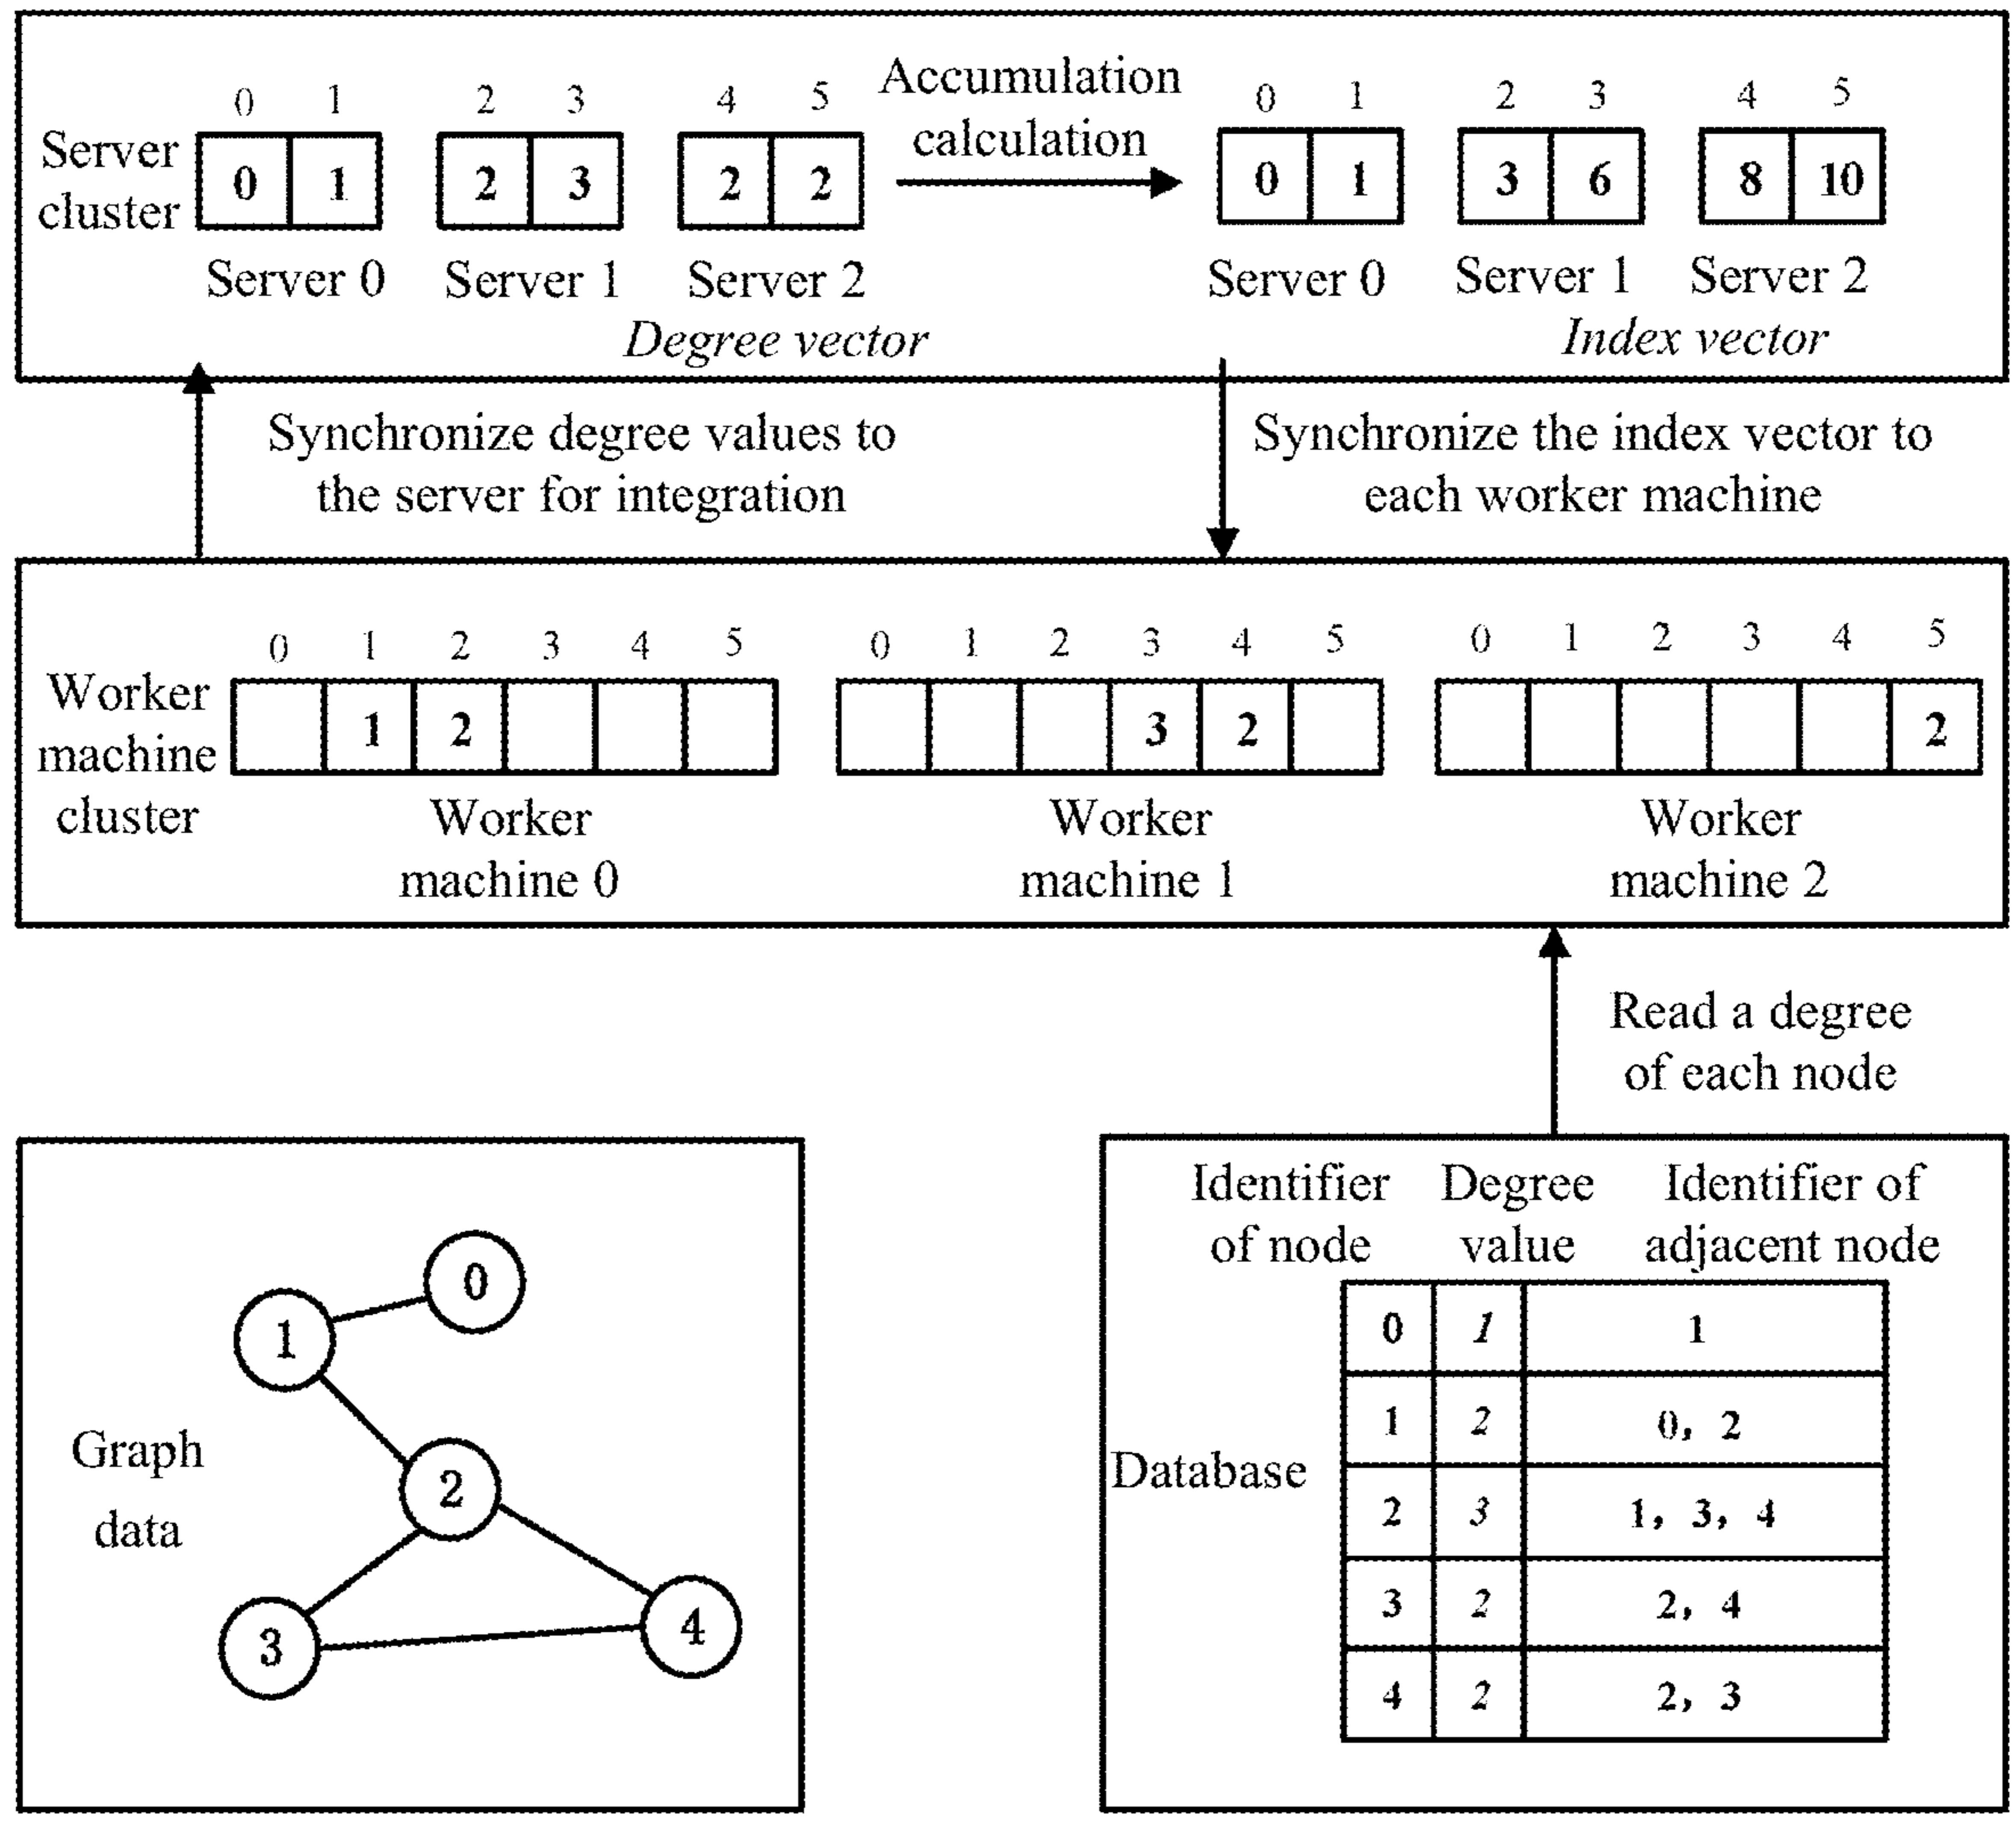 0 1 2 3 4 5
Accumulation
calculation
0 1 2 3 4 5
Server
cluster
0 1 2 3 2 2
0 1 3 6 8 10
Server 0 Server 1 Server 2
Degree vector
Server 0 Server 1 Server 2
Index vector
Synchronize degree values to
the server for integration
Synchronize the index vector to
each worker machine
Worker
machine
cluster
0 1 2 3 4 5
1 2
Worker
machine 0
0 1 2 3 4 5
3 2
Worker
machine 1
0 1 2 3 4 5
2
Worker
machine 2
Read a degree
of each node
Graph
data
0
1
2
3
4
Database
Identifier
of node
Degree
value
Identifier of
adjacent node
0 1 1
1 2 0, 2
2 3 1, 3, 4
3 2 2, 4
4 2 2, 3